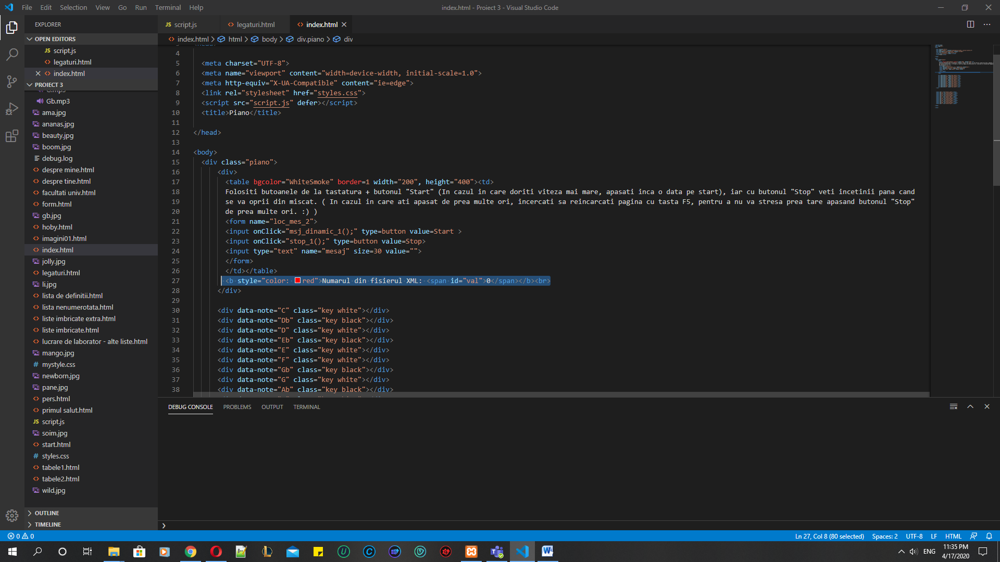 File Edit Selection View Go Run Terminal Help
index.html - Proiect 3 - Visual Studio Code
EXPLORER
OPEN EDITORS
JS script.js
legaturi.html
index.html
PROIECT 3
G.mp3
Gb.mp3
ama.jpg
ananas.jpg
beauty.jpg
boom.jpg
debug.log
despre mine.html
despre tine.html
facultati univ.html
form.html
gb.jpg
hoby.html
imagini01.html
index.html
jolly.jpg
legaturi.html
li.jpg
lista de definitii.html
lista nenumerotata.html
liste imbricate extra.html
liste imbricate.html
lucrare de laborator - alte liste.html
mango.jpg
# mystyle.css
newborn.jpg
pane.jpg
pers.html
primul salut.html
JS script.js
soim.jpg
start.html
# styles.css
tabele1.html
tabele2.html
wild.jpg
OUTLINE
TIMELINE
JS script.js
legaturi.html
index.html
index.html > html > body > div.piano > div
3 <head>
4
5 <meta charset="UTF-8">
6 <meta name="viewport" content="width=device-width, initial-scale=1.0">
7 <meta http-equiv="X-UA-Compatible" content="ie=edge">
8 <link rel="stylesheet" href="styles.css">
9 <script src="script.js" defer></script>
10 <title>Piano</title>
11
12 </head>
13
14 <body>
15 <div class="piano">
16 <div>
17 <table bgcolor="WhiteSmoke" border=1 width="200", height="400"><td>
18 Folositi butoanele de la tastatura + butonul "Start" (In cazul in care doriti viteza mai mare, apasati inca o data pe start), iar cu butonul "Stop" veti incetinii pana cand
19 se va oprii din miscat. ( In cazul in care ati apasat de prea multe ori, incercati sa reincarcati pagina cu tasta F5, pentru a nu va stresa prea tare apasand butonul "Stop"
20 de prea multe ori. :) )
21 <form name="loc_mes_2">
22 <input onClick="msj_dinamic_1();" type=button value=Start >
23 <input onClick="stop_1();" type=button value=Stop>
24 <input type="text" name="mesaj" size=30 value="">
25 </form>
26 </td></table>
27 <b style="color: red">Numarul din fisierul XML: <span id="val">0</span></b><br>
28 </div>
29
30 <div data-note="C" class="key white"></div>
31 <div data-note="Db" class="key black"></div>
32 <div data-note="D" class="key white"></div>
33 <div data-note="Eb" class="key black"></div>
34 <div data-note="E" class="key white"></div>
35 <div data-note="F" class="key white"></div>
36 <div data-note="Gb" class="key black"></div>
37 <div data-note="G" class="key white"></div>
38 <div data-note="Ab" class="key black"></div>
DEBUG CONSOLE PROBLEMS OUTPUT TERMINAL
0 0
Ln 27, Col 8 (80 selected) Spaces: 2 UTF-8 LF HTML
ENG
11:35 PM
4/17/2020